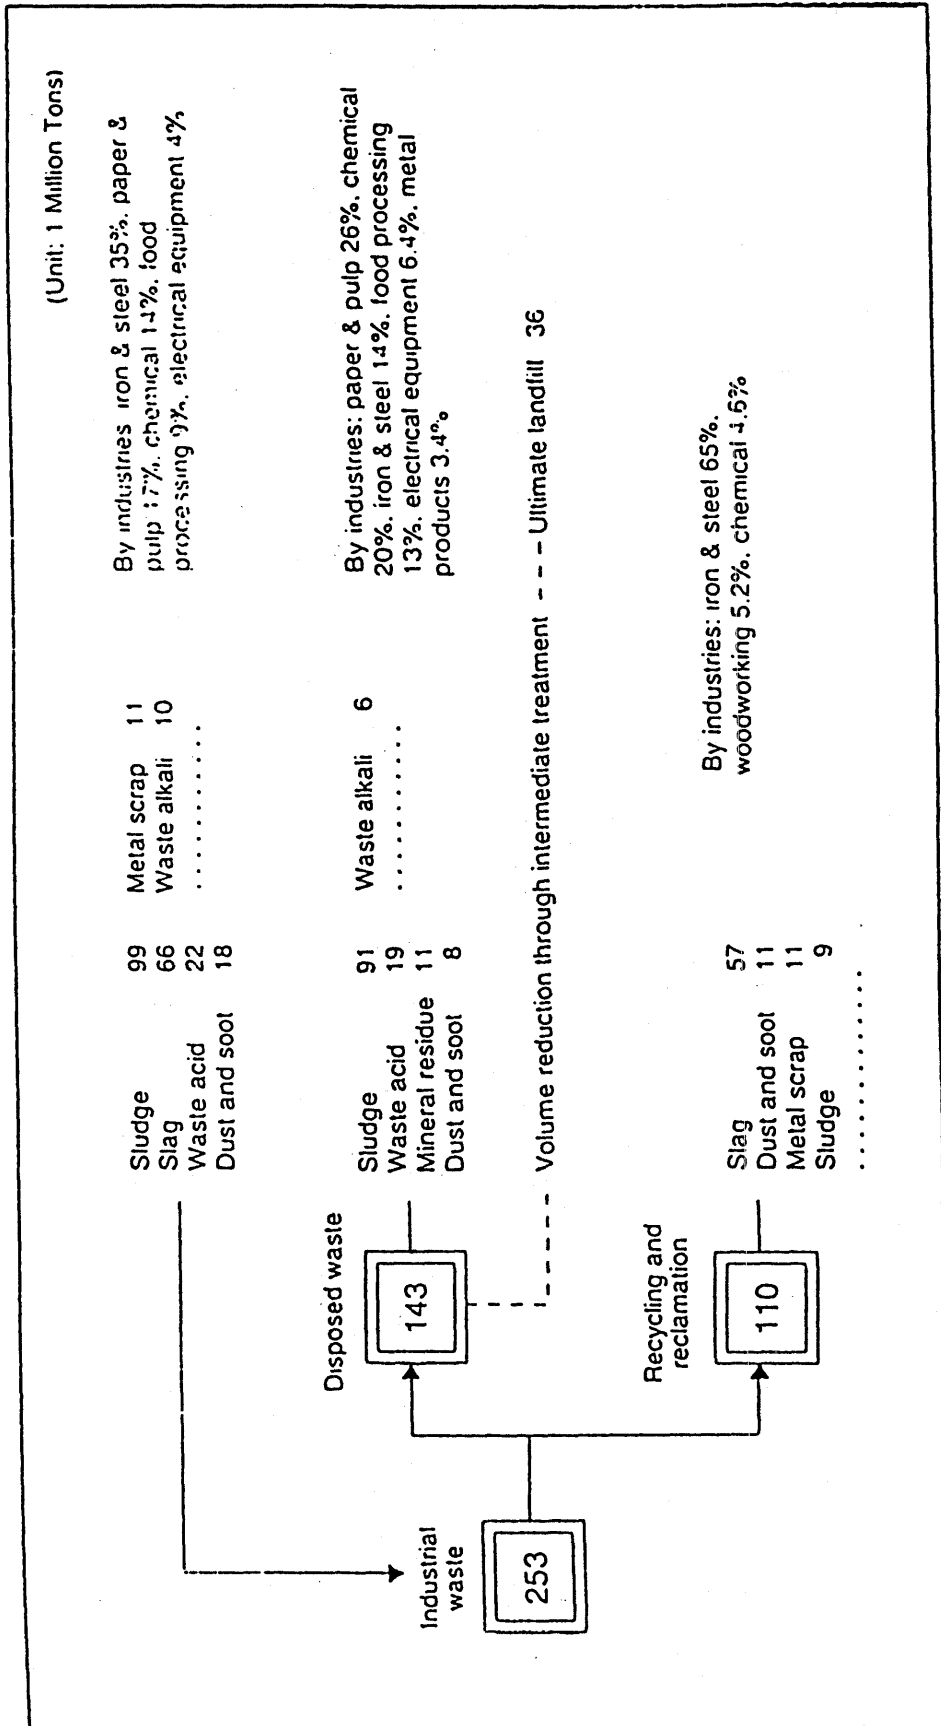 (Unit: 1 Million Tons)
Sludge 99
Slag 66
Waste acid 22
Dust and soot 18
Metal scrap 11
Waste alkali 10
..........
By industries iron & steel 35%. paper &
pulp 17%. chemical 14%. food
processing 9%. electrical equipment 4%
Industrial
waste
253
Disposed waste
143
Sludge 91
Waste acid 19
Mineral residue 11
Dust and soot 8
Waste alkali 6
..........
By industries: paper & pulp 26%. chemical
20%. iron & steel 14%. food processing
13%. electrical equipment 6.4%. metal
products 3.4%
Volume reduction through intermediate treatment - - - Ultimate landfill 36
Recycling and
reclamation
110
Slag 57
Dust and soot 11
Metal scrap 11
Sludge 9
..............
By industries: iron & steel 65%.
woodworking 5.2%. chemical 4.6%